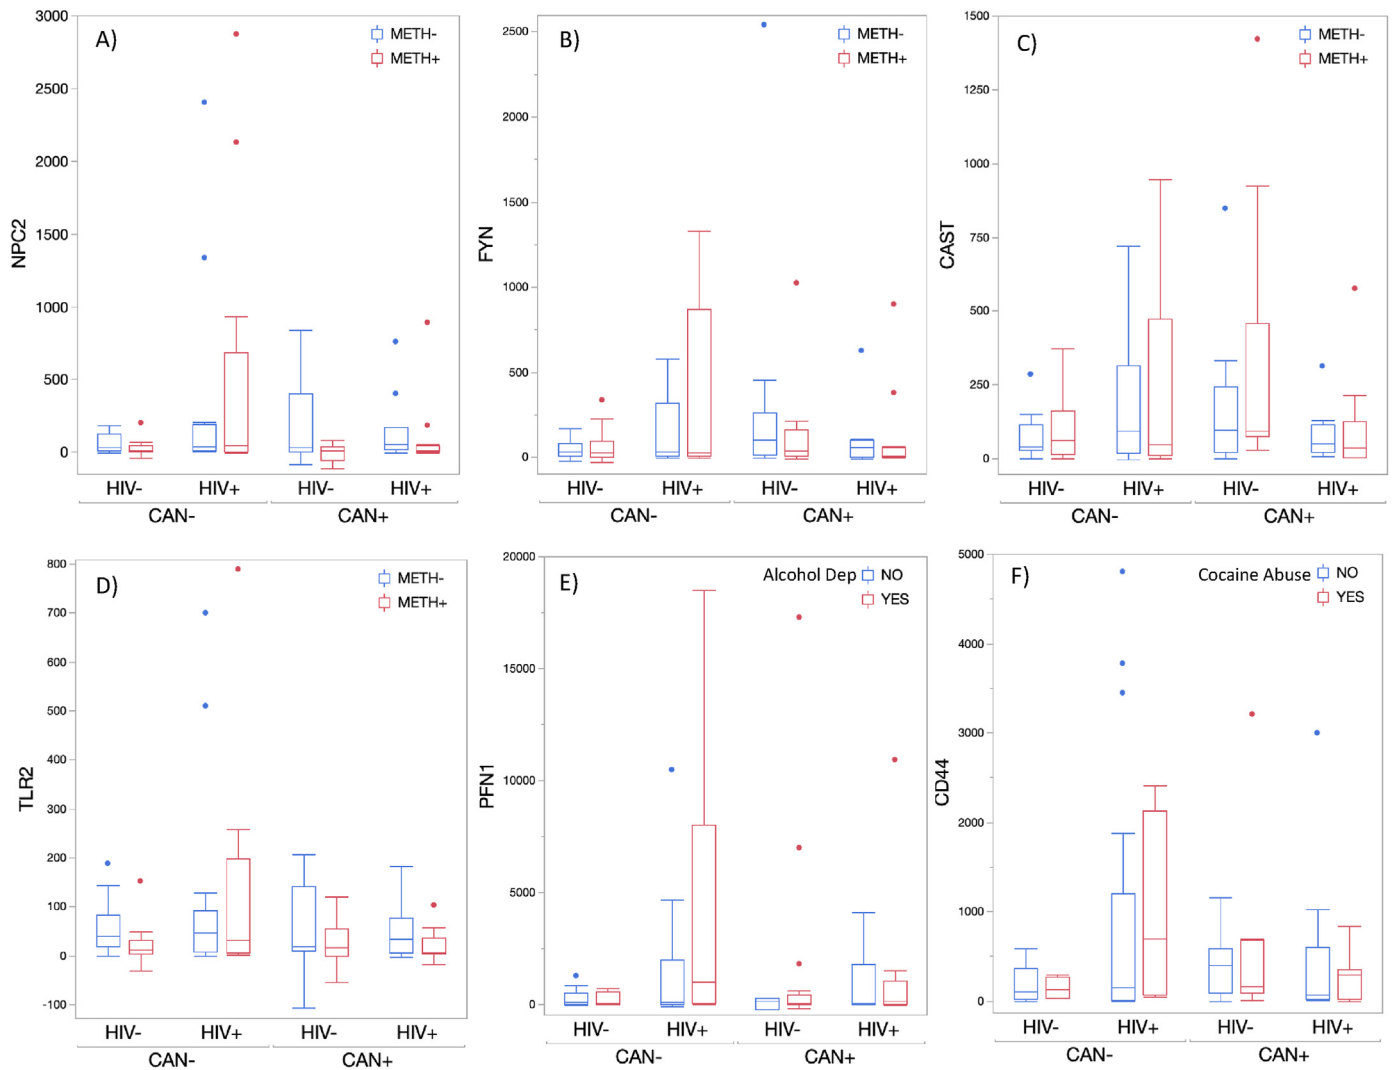 A)
METH-
METH+
NPC2
3000
2500
2000
1500
1000
500
0
HIV- HIV+ HIV- HIV+
CAN- CAN+
B)
METH-
METH+
FYN
2500
2000
1500
1000
500
0
HIV- HIV+ HIV- HIV+
CAN- CAN+
C)
METH-
METH+
CAST
1500
1250
1000
750
500
250
0
HIV- HIV+ HIV- HIV+
CAN- CAN+
D)
METH-
METH+
TLR2
800
700
600
500
400
300
200
100
0
-100
HIV- HIV+ HIV- HIV+
CAN- CAN+
E)
Alcohol Dep NO
YES
PFN1
20000
15000
10000
5000
0
HIV- HIV+ HIV- HIV+
CAN- CAN+
F)
Cocaine Abuse NO
YES
CD44
5000
4000
3000
2000
1000
0
HIV- HIV+ HIV- HIV+
CAN- CAN+